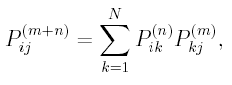 $P_{ij}^{(m+n)} = \sum_{k=1}^{N} P_{ik}^{(n)} P_{kj}^{(m)},$